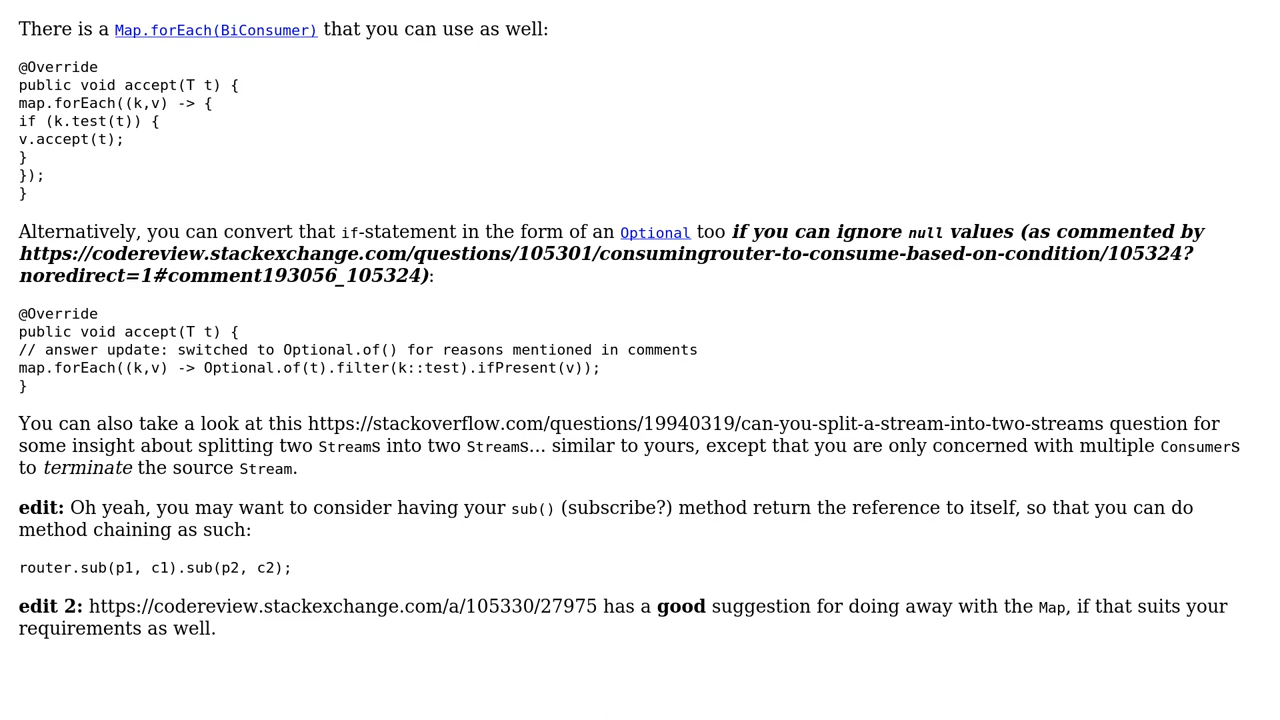 There is a Map.forEach(BiConsumer) that you can use as well:
@Override
public void accept(T t) {
map.forEach((k,v) -> {
if (k.test(t)) {
v.accept(t);
}
});
}
Alternatively, you can convert that if-statement in the form of an Optional too if you can ignore null values (as commented by
https://codereview.stackexchange.com/questions/105301/consumingrouter-to-consume-based-on-condition/105324?
noredirect=1#comment193056_105324):
@Override
public void accept(T t) {
// answer update: switched to Optional.of() for reasons mentioned in comments
map.forEach((k,v) -> Optional.of(t).filter(k::test).ifPresent(v));
}
You can also take a look at this https://stackoverflow.com/questions/19940319/can-you-split-a-stream-into-two-streams question for
some insight about splitting two Streams into two Streams... similar to yours, except that you are only concerned with multiple Consumers
to terminate the source Stream.
edit: Oh yeah, you may want to consider having your sub() (subscribe?) method return the reference to itself, so that you can do
method chaining as such:
router.sub(p1, c1).sub(p2, c2);
edit 2: https://codereview.stackexchange.com/a/105330/27975 has a good suggestion for doing away with the Map, if that suits your
requirements as well.